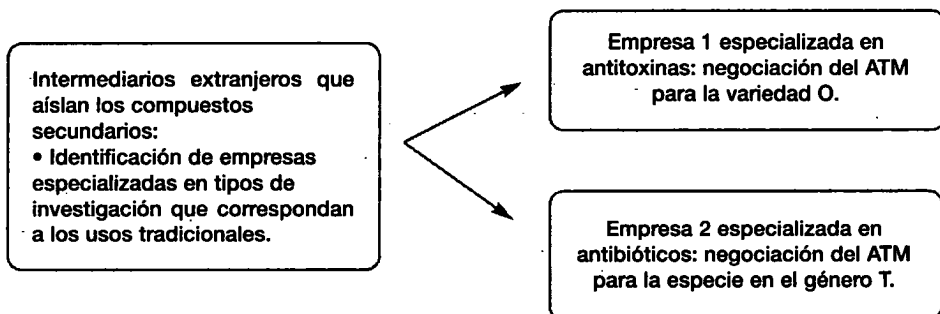 Intermediarios extranjeros que
aíslan los compuestos
secundarios:
• Identificación de empresas
especializadas en tipos de
investigación que correspondan
a los usos tradicionales.
Empresa 1 especializada en
antitoxinas: negociación del ATM
para la variedad O.
Empresa 2 especializada en
antibióticos: negociación del ATM
para la especie en el género T.